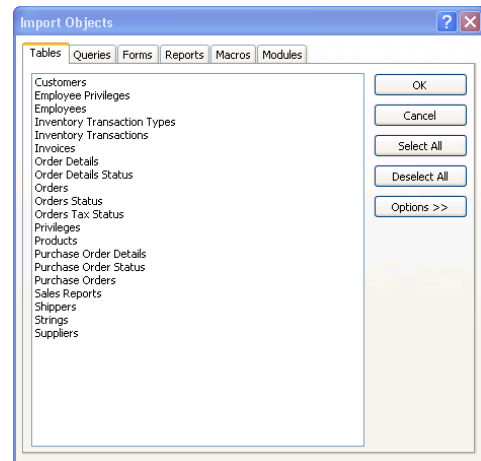 Import Objects
Tables Queries Forms Reports Macros Modules
Customers
Employee Privileges
Employees
Inventory Transaction Types
Inventory Transactions
Invoices
Order Details
Order Details Status
Orders
Orders Status
Orders Tax Status
Privileges
Products
Purchase Order Details
Purchase Order Status
Purchase Orders
Sales Reports
Shippers
Strings
Suppliers
OK
Cancel
Select All
Deselect All
Options >>